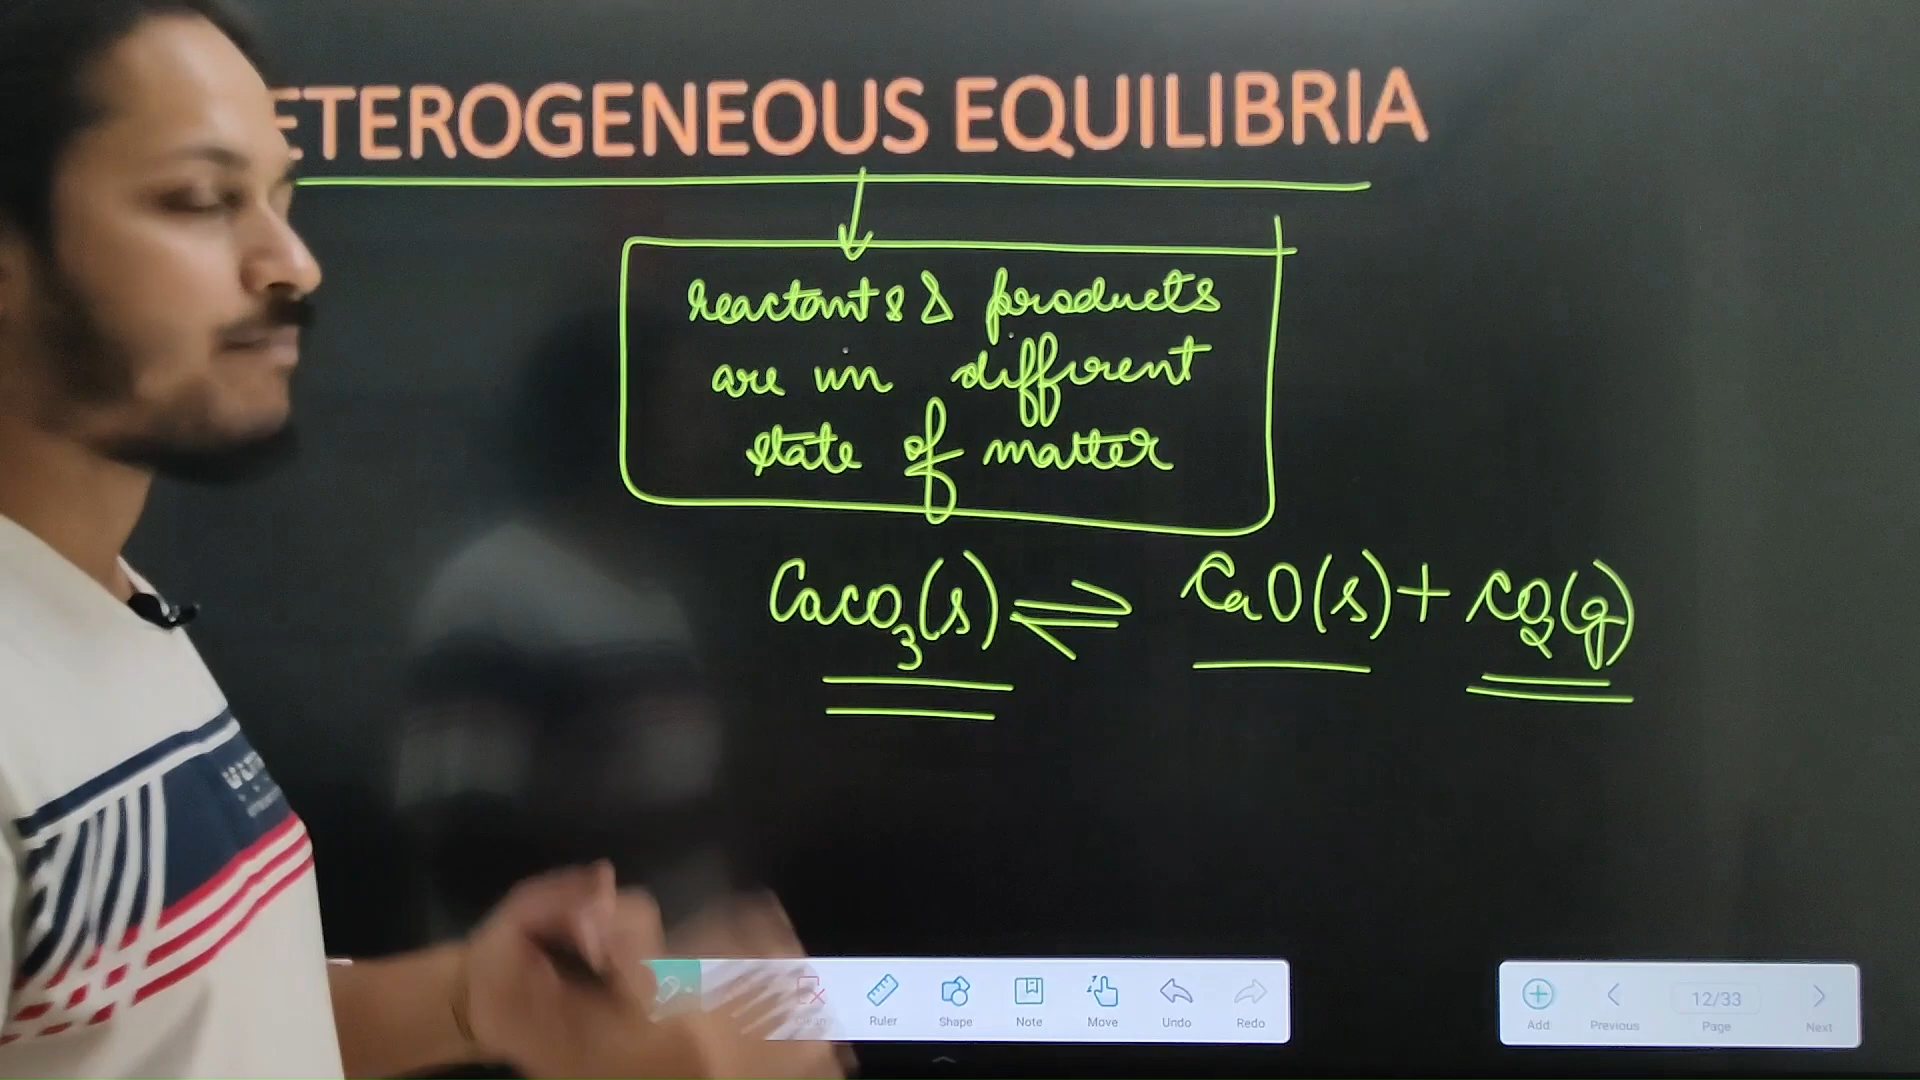 ETEROGENEOUS EQUILIBRIA
reactants & products
are in different
state of matter
CaCO₃(s) ⇌ CaO(s) + CO₂(g)
Ruler Shape Note Move Undo Redo
Add Previous 12/33 Page Next